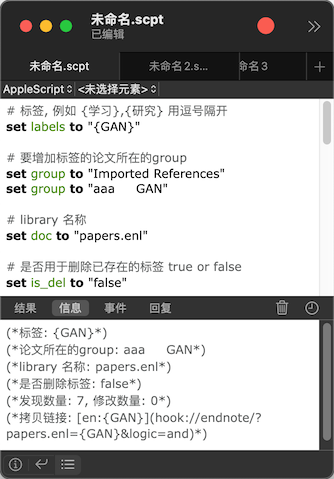 未命名.scpt
已编辑
未命名.scpt
未命名 2.s...
命名 3
AppleScript <未选择元素>
# 标签, 例如 {学习},{研究} 用逗号隔开
set labels to "{GAN}"
# 要增加标签的论文所在的group
set group to "Imported References"
set group to "aaa      GAN"
# library 名称
set doc to "papers.enl"
# 是否用于删除已存在的标签 true or false
set is_del to "false"
结果 信息 事件 回复
(*标签: {GAN}*)
(*论文所在的group: aaa      GAN*)
(*library 名称: papers.enl*)
(*是否删除标签: false*)
(*发现数量: 7, 修改数量: 0*)
(*拷贝链接: [en:{GAN}](hook://endnote/?
papers.enl={GAN}&logic=and)*)